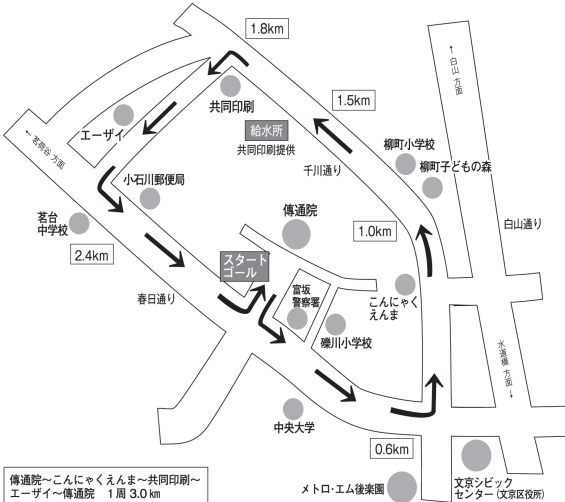 1.8km
↑
白山 方面
共同印刷
1.5km
エーザイ
給水所
共同印刷提供
柳町小学校
柳町子どもの森
← 茗荷谷 方面
千川通り
小石川郵便局
傳通院
白山通り
茗台
中学校
1.0km
2.4km
スタート
ゴール
春日通り
富坂
警察署
こんにゃく
えんま
礫川小学校
水道橋 方面 →
中央大学
0.6km
メトロ・エム後楽園
文京シビック
センター (文京区役所)
傳通院〜こんにゃくえんま〜共同印刷〜
エーザイ〜傳通院 1周 3.0 km